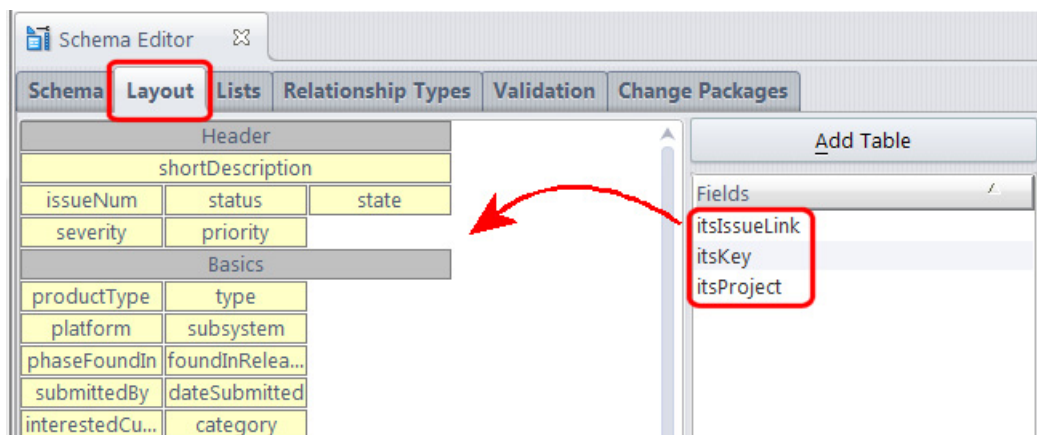 Schema Editor
Schema Layout Lists Relationship Types Validation Change Packages
Header
shortDescription
issueNum status state
severity priority
Basics
productType type
platform subsystem
phaseFoundIn foundInRelea...
submittedBy dateSubmitted
interestedCu... category
Add Table
Fields
itsIssueLink
itsKey
itsProject